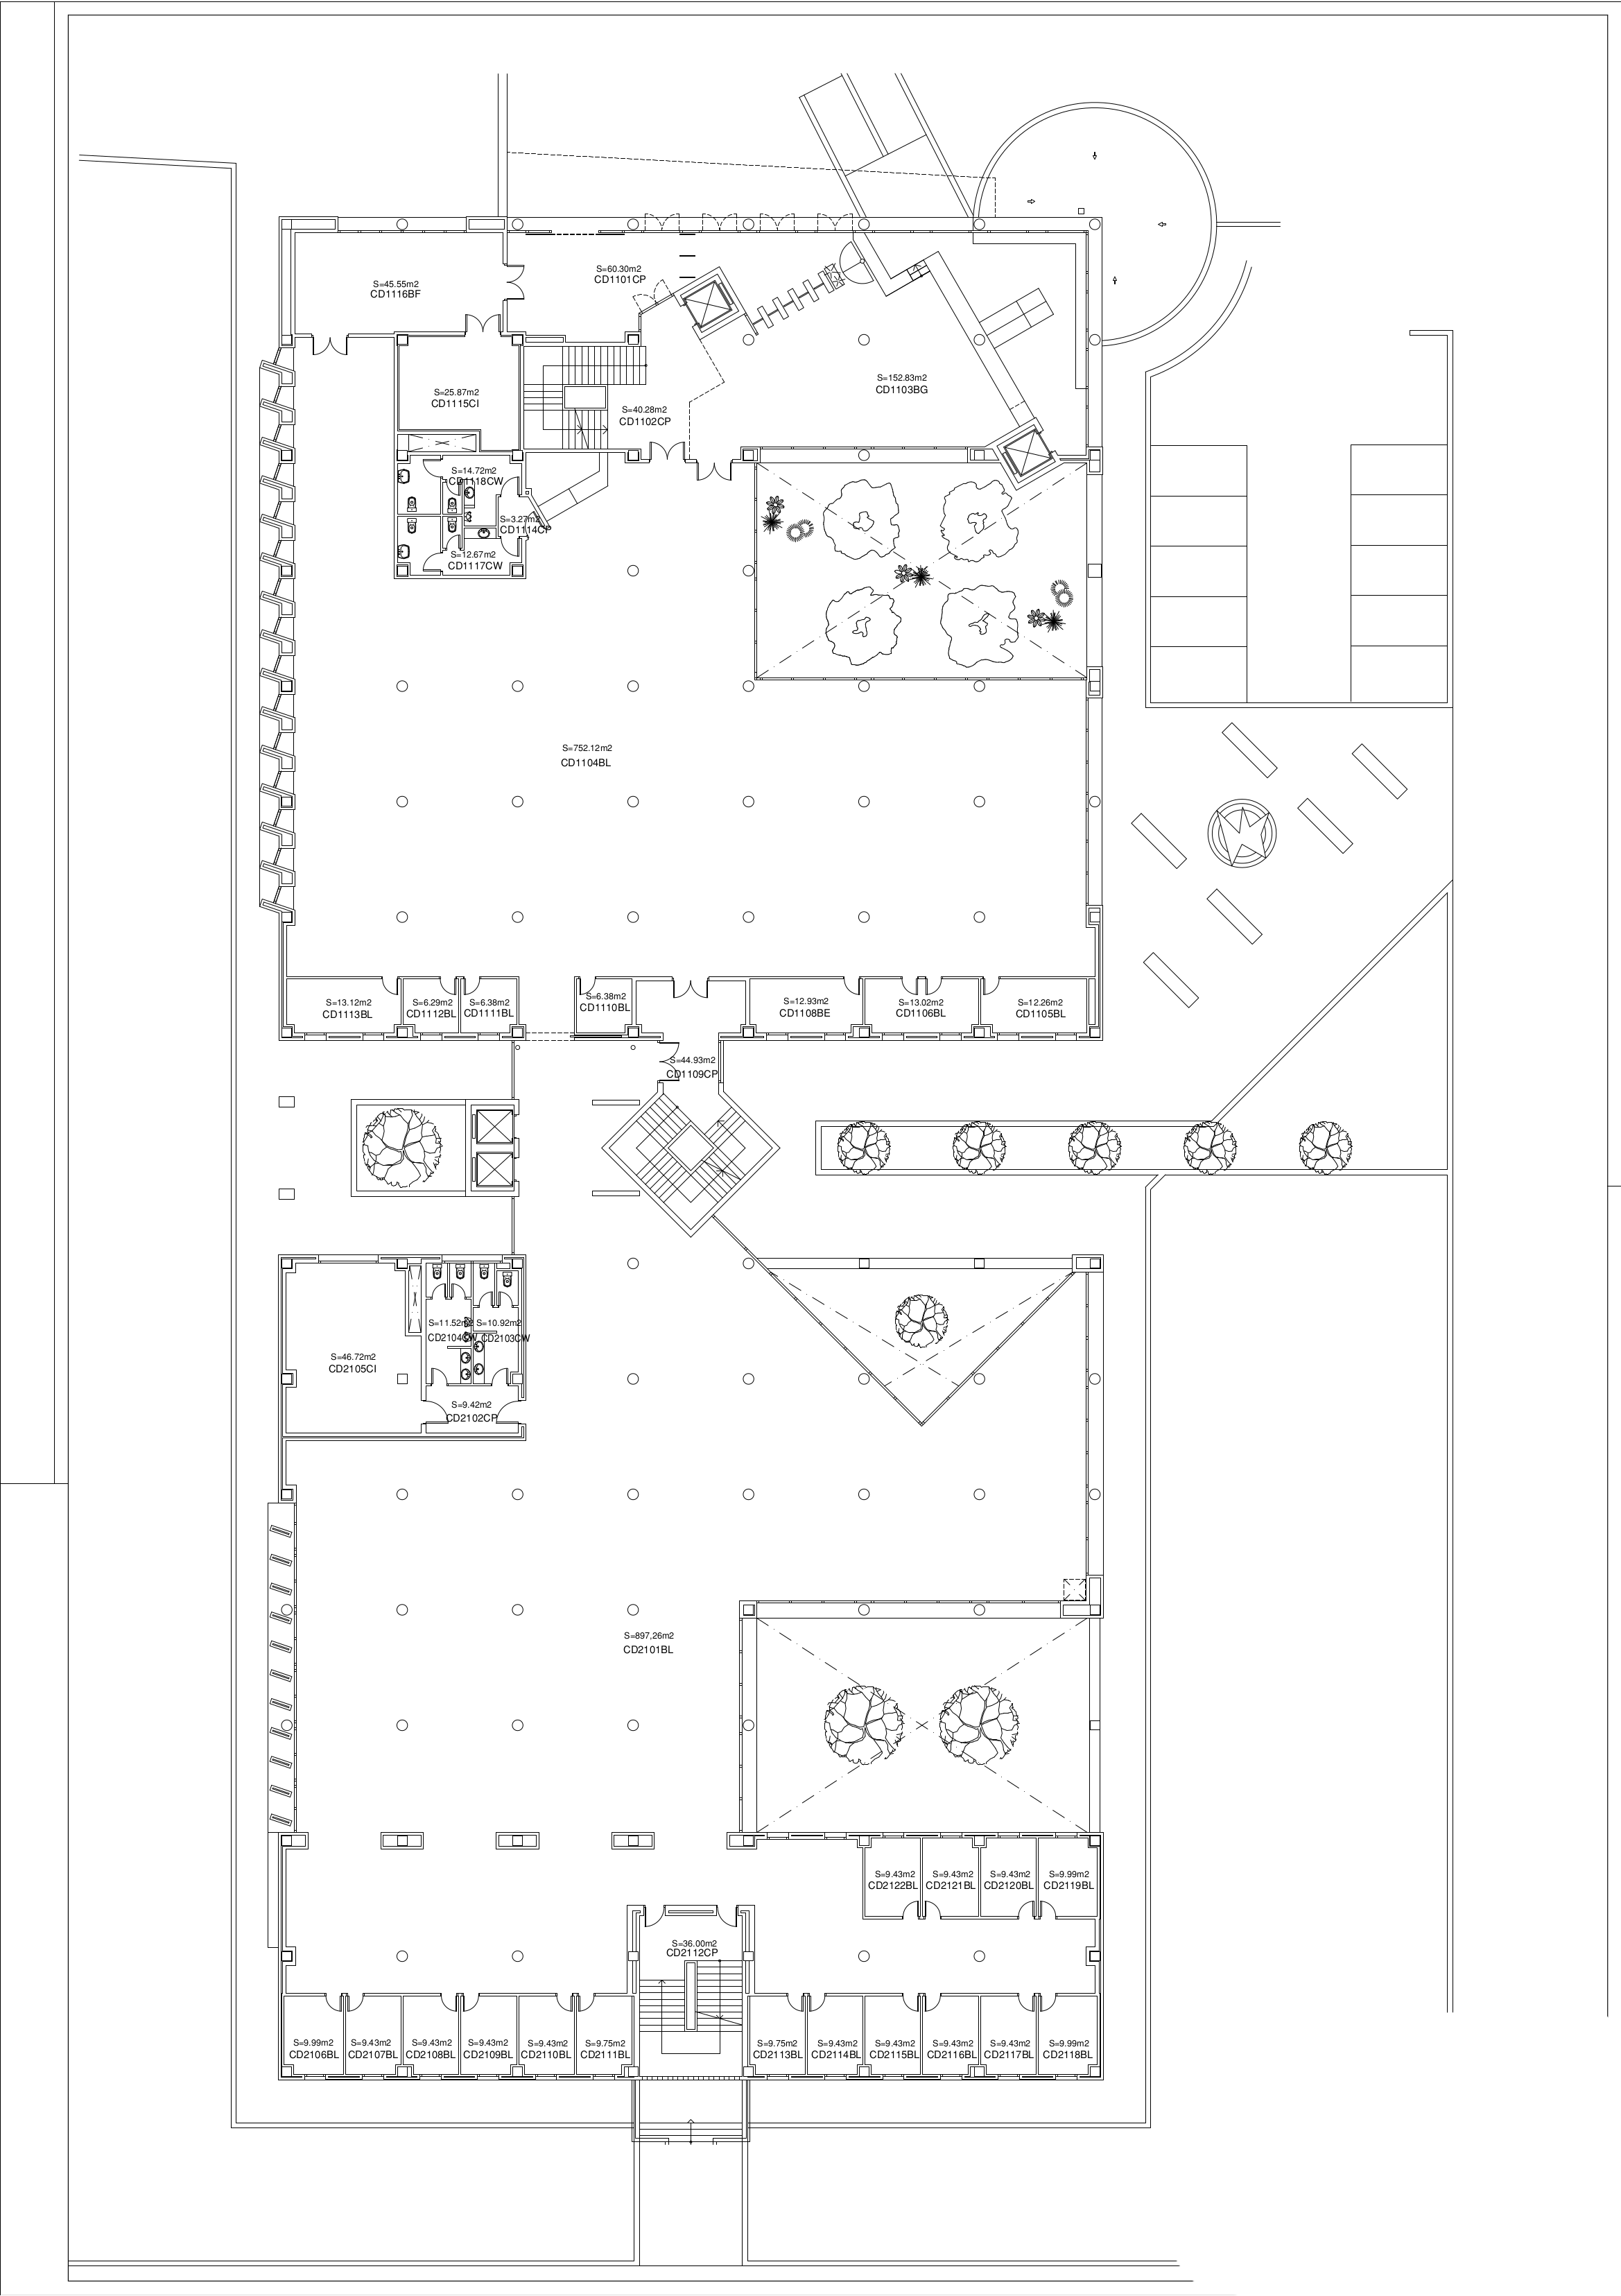 S=60.30m2
CD1101CP
S=45.55m2
CD1116BF
S=152.83m2
CD1103BG
S=25.87m2
CD1115CI
S=40.28m2
CD1102CP
S=14.72m2
CD1118CW
S=3.27m2
CD1114CP
S=12.67m2
CD1117CW
S=752.12m2
CD1104BL
S=13.12m2
CD1113BL
S=6.29m2
CD1112BL
S=6.38m2
CD1111BL
S=6.38m2
CD1110BL
S=12.93m2
CD1108BE
S=13.02m2
CD1106BL
S=12.26m2
CD1105BL
S=44.93m2
CD1109CP
S=11.52m2
CD2104CW
S=10.92m2
CD2103CW
S=46.72m2
CD2105CI
S=9.42m2
CD2102CP
S=897,26m2
CD2101BL
S=9.43m2
CD2122BL
S=9.43m2
CD2121BL
S=9.43m2
CD2120BL
S=9.99m2
CD2119BL
S=36.00m2
CD2112CP
S=9.99m2
CD2106BL
S=9.43m2
CD2107BL
S=9.43m2
CD2108BL
S=9.43m2
CD2109BL
S=9.43m2
CD2110BL
S=9.75m2
CD2111BL
S=9.75m2
CD2113BL
S=9.43m2
CD2114BL
S=9.43m2
CD2115BL
S=9.43m2
CD2116BL
S=9.43m2
CD2117BL
S=9.99m2
CD2118BL